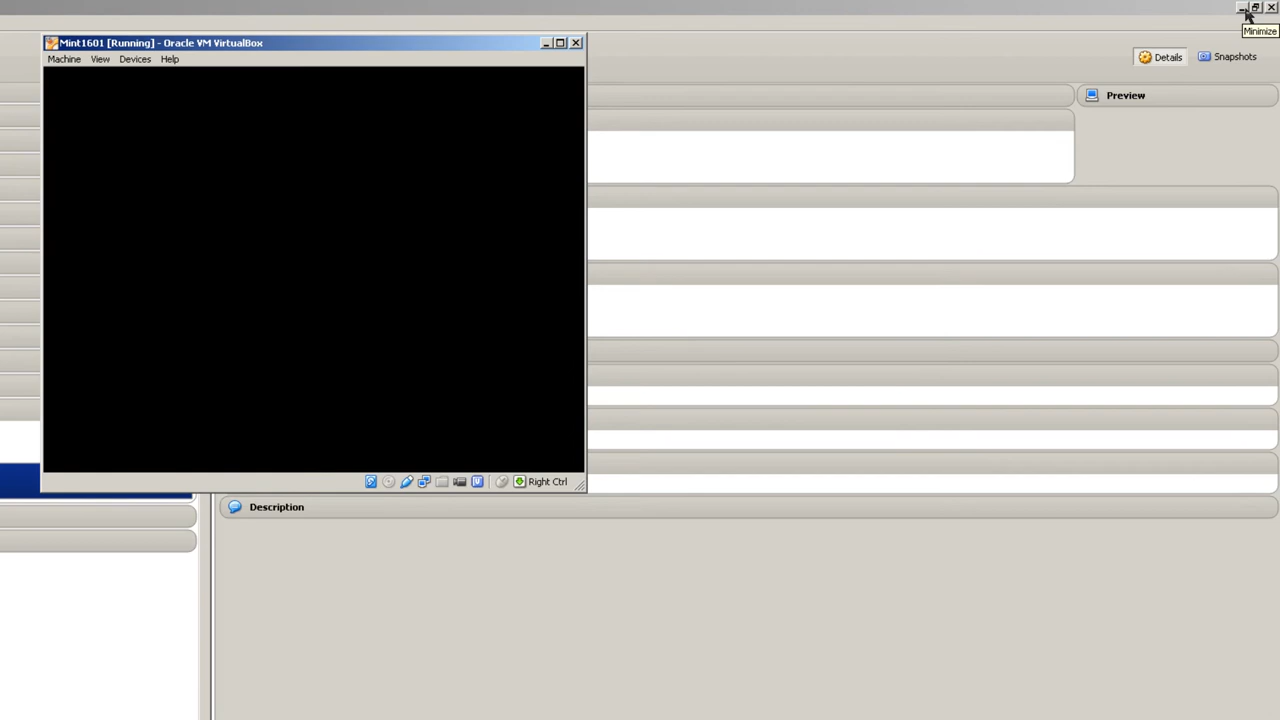 Minimize
Mint1601 [Running] - Oracle VM VirtualBox
Machine View Devices Help
Details Snapshots
Preview
Right Ctrl
Description